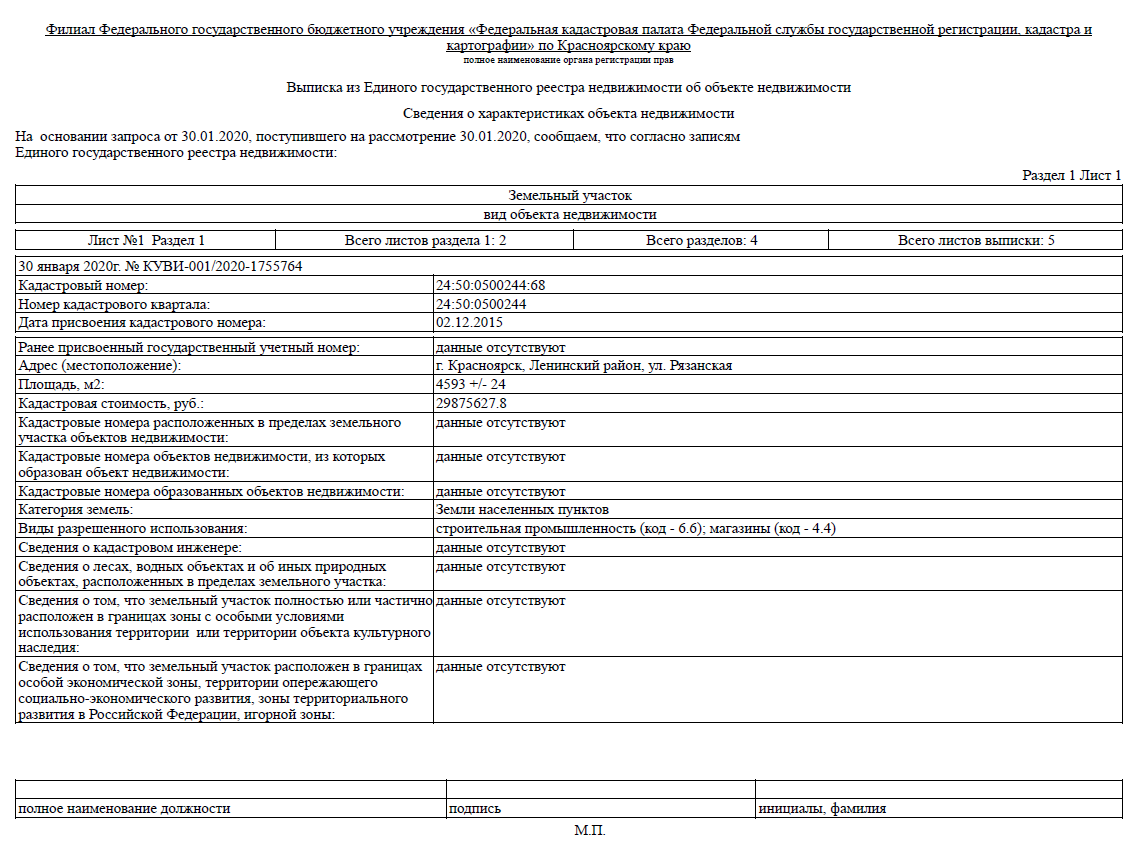 Филиал Федерального государственного бюджетного учреждения «Федеральная кадастровая палата Федеральной службы государственной регистрации, кадастра и
картографии» по Красноярскому краю
полное наименование органа регистрации прав
Выписка из Единого государственного реестра недвижимости об объекте недвижимости
Сведения о характеристиках объекта недвижимости
На основании запроса от 30.01.2020, поступившего на рассмотрение 30.01.2020, сообщаем, что согласно записям
Единого государственного реестра недвижимости:
Раздел 1 Лист 1
Земельный участок
вид объекта недвижимости
Лист №1 Раздел 1 Всего листов раздела 1: 2 Всего разделов: 4 Всего листов выписки: 5
30 января 2020г. № КУВИ-001/2020-1755764
Кадастровый номер: 24:50:0500244:68
Номер кадастрового квартала: 24:50:0500244
Дата присвоения кадастрового номера: 02.12.2015
Ранее присвоенный государственный учетный номер: данные отсутствуют
Адрес (местоположение): г. Красноярск, Ленинский район, ул. Рязанская
Площадь, м2: 4593 +/- 24
Кадастровая стоимость, руб.: 29875627.8
Кадастровые номера расположенных в пределах земельного данные отсутствуют
участка объектов недвижимости:
Кадастровые номера объектов недвижимости, из которых данные отсутствуют
образован объект недвижимости:
Кадастровые номера образованных объектов недвижимости: данные отсутствуют
Категория земель: Земли населенных пунктов
Виды разрешенного использования: строительная промышленность (код - 6.6); магазины (код - 4.4)
Сведения о кадастровом инженере: данные отсутствуют
Сведения о лесах, водных объектах и об иных природных данные отсутствуют
объектах, расположенных в пределах земельного участка:
Сведения о том, что земельный участок полностью или частично данные отсутствуют
расположен в границах зоны с особыми условиями
использования территории или территории объекта культурного
наследия:
Сведения о том, что земельный участок расположен в границах данные отсутствуют
особой экономической зоны, территории опережающего
социально-экономического развития, зоны территориального
развития в Российской Федерации, игорной зоны:
полное наименование должности подпись инициалы, фамилия
М.П.